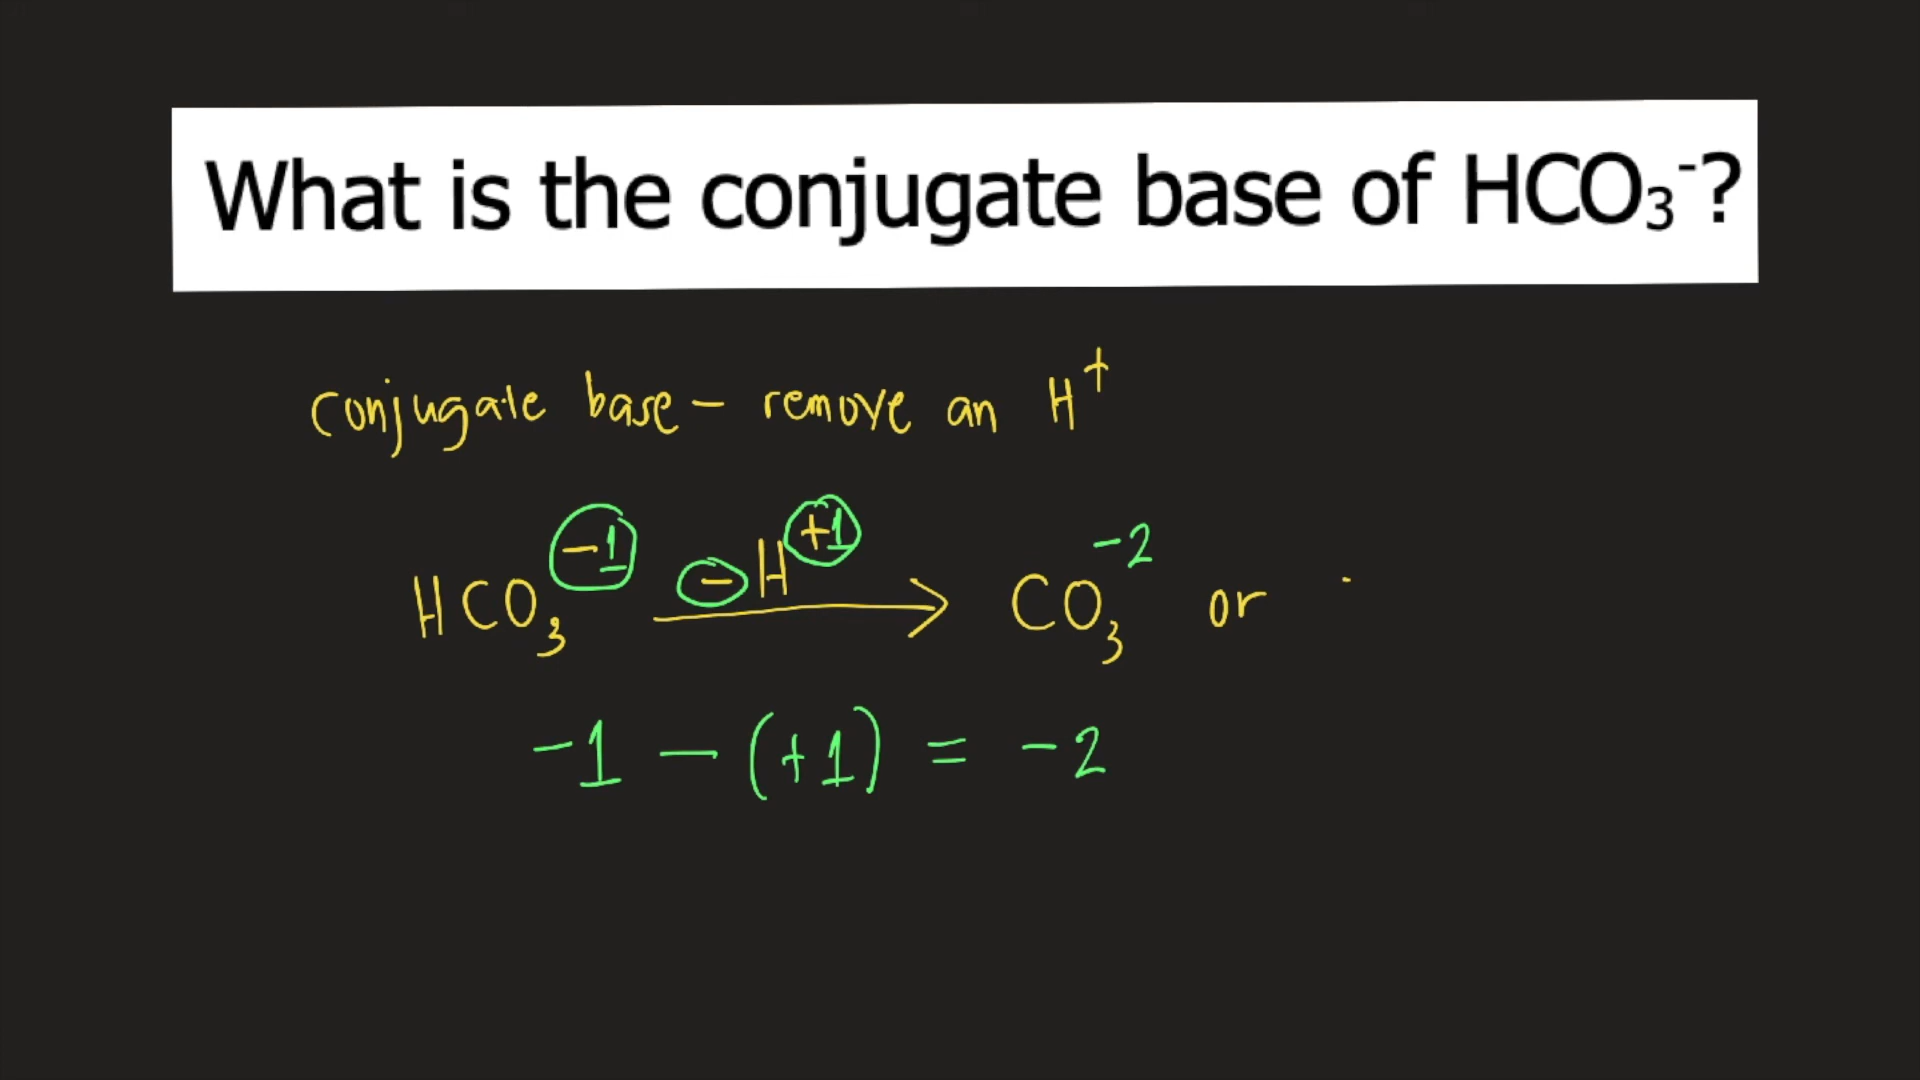 What is the conjugate base of HCO₃⁻?
conjugate base – remove an H⁺
HCO₃⁻¹ –H⁺¹ → CO₃⁻² or
-1 – (+1) = -2